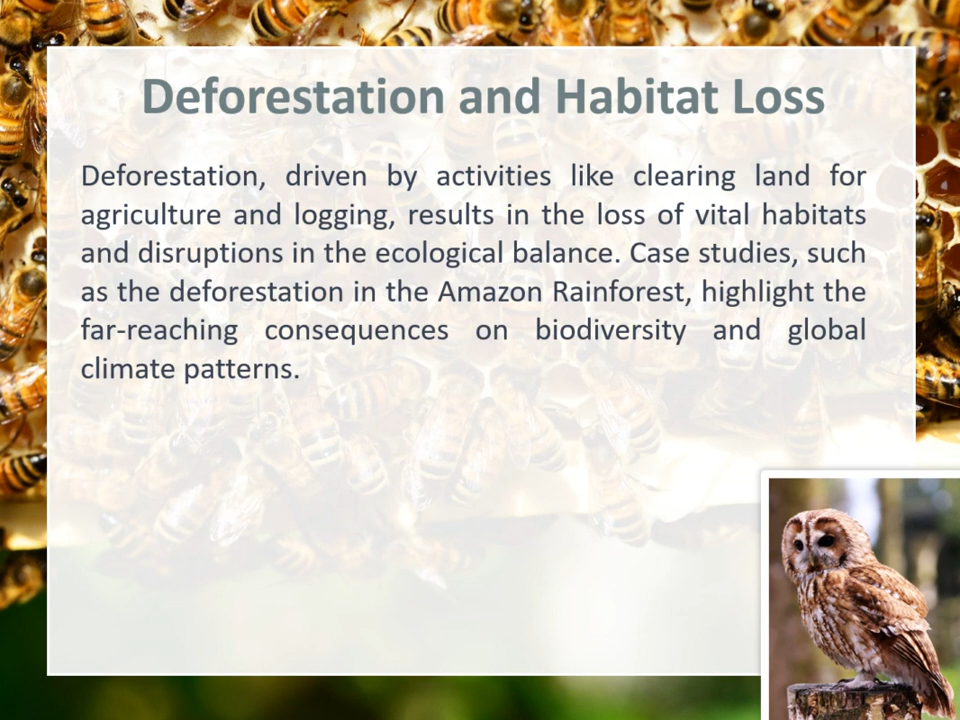 Deforestation and Habitat Loss
Deforestation, driven by activities like clearing land for
agriculture and logging, results in the loss of vital habitats
and disruptions in the ecological balance. Case studies, such
as the deforestation in the Amazon Rainforest, highlight the
far-reaching consequences on biodiversity and global
climate patterns.